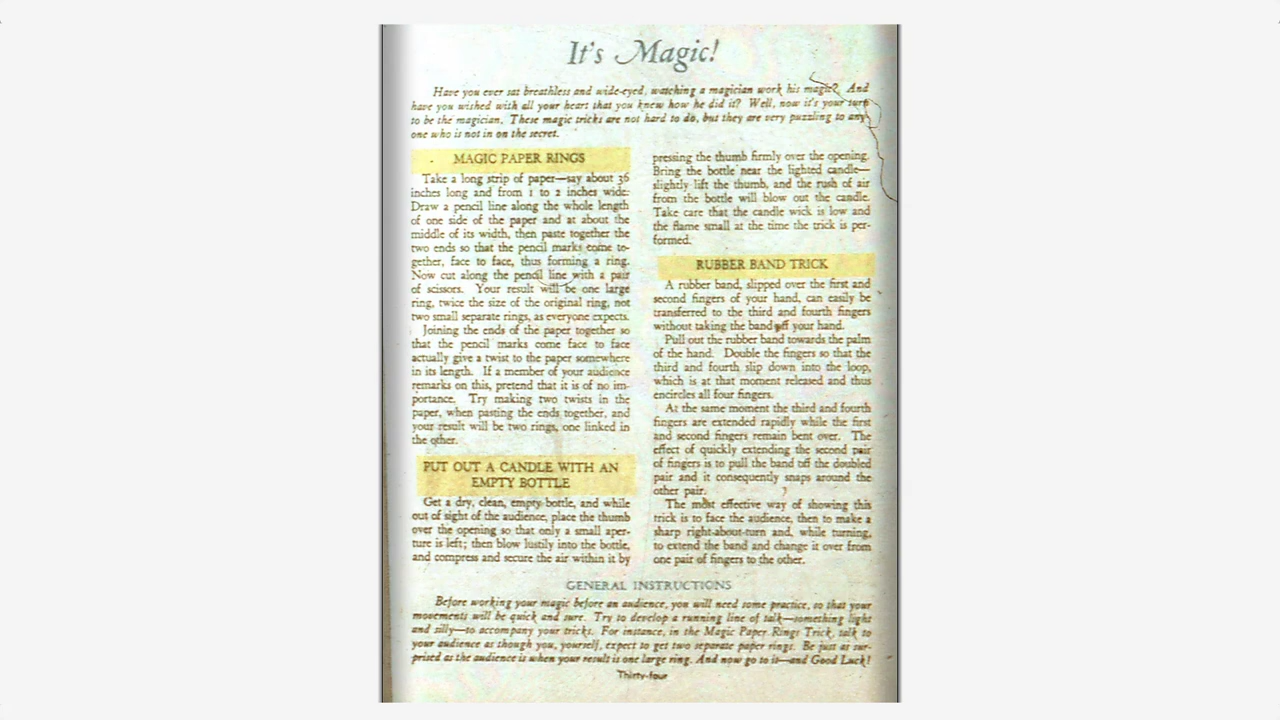 It's Magic!
Have you ever sat breathless and wide-eyed, watching a magician work his magic? And
have you wished with all your heart that you knew how he did it? Well, now it's your turn
to be the magician. These magic tricks are not hard to do, but they are very puzzling to any-
one who is not in on the secret.
MAGIC PAPER RINGS
Take a long strip of paper—say about 36
inches long and from 1 to 2 inches wide.
Draw a pencil line along the whole length
of one side of the paper and at about the
middle of its width, then paste together the
two ends so that the pencil marks come to-
gether, face to face, thus forming a ring.
Now cut along the pencil line with a pair
of scissors. Your result will be one large
ring, twice the size of the original ring, not
two small separate rings, as everyone expects.
Joining the ends of the paper together so
that the pencil marks come face to face
actually give a twist to the paper somewhere
in its length. If a member of your audience
remarks on this, pretend that it is of no im-
portance. Try making two twists in the
paper, when pasting the ends together, and
your result will be two rings, one linked in
the other.
PUT OUT A CANDLE WITH AN
EMPTY BOTTLE
Get a dry, clean, empty bottle, and while
out of sight of the audience, place the thumb
over the opening so that only a small aper-
ture is left; then blow lustily into the bottle,
and compress and secure the air within it by
pressing the thumb firmly over the opening.
Bring the bottle near the lighted candle—
slightly lift the thumb, and the rush of air
from the bottle will blow out the candle.
Take care that the candle wick is low and
the flame small at the time the trick is per-
formed.
RUBBER BAND TRICK
A rubber band, slipped over the first and
second fingers of your hand, can easily be
transferred to the third and fourth fingers
without taking the band off your hand.
Pull out the rubber band towards the palm
of the hand. Double the fingers so that the
third and fourth slip down into the loop,
which is at that moment released and thus
encircles all four fingers.
At the same moment the third and fourth
fingers are extended rapidly while the first
and second fingers remain bent over. The
effect of quickly extending the second pair
of fingers is to pull the band off the doubled
pair and it consequently snaps around the
other pair.
The most effective way of showing this
trick is to face the audience, then to make a
sharp right-about-turn and, while turning,
to extend the band and change it over from
one pair of fingers to the other.
GENERAL INSTRUCTIONS
Before working your magic before an audience, you will need some practice, so that your
movements will be quick and sure. Try to develop a running line of talk—something light
and silly—to accompany your tricks. For instance, in the Magic Paper Rings Trick, talk to
your audience as though you, yourself, expect to get two separate paper rings. Be just as sur-
prised as the audience is when your result is one large ring. And now go to it—and Good Luck!
Thirty-four